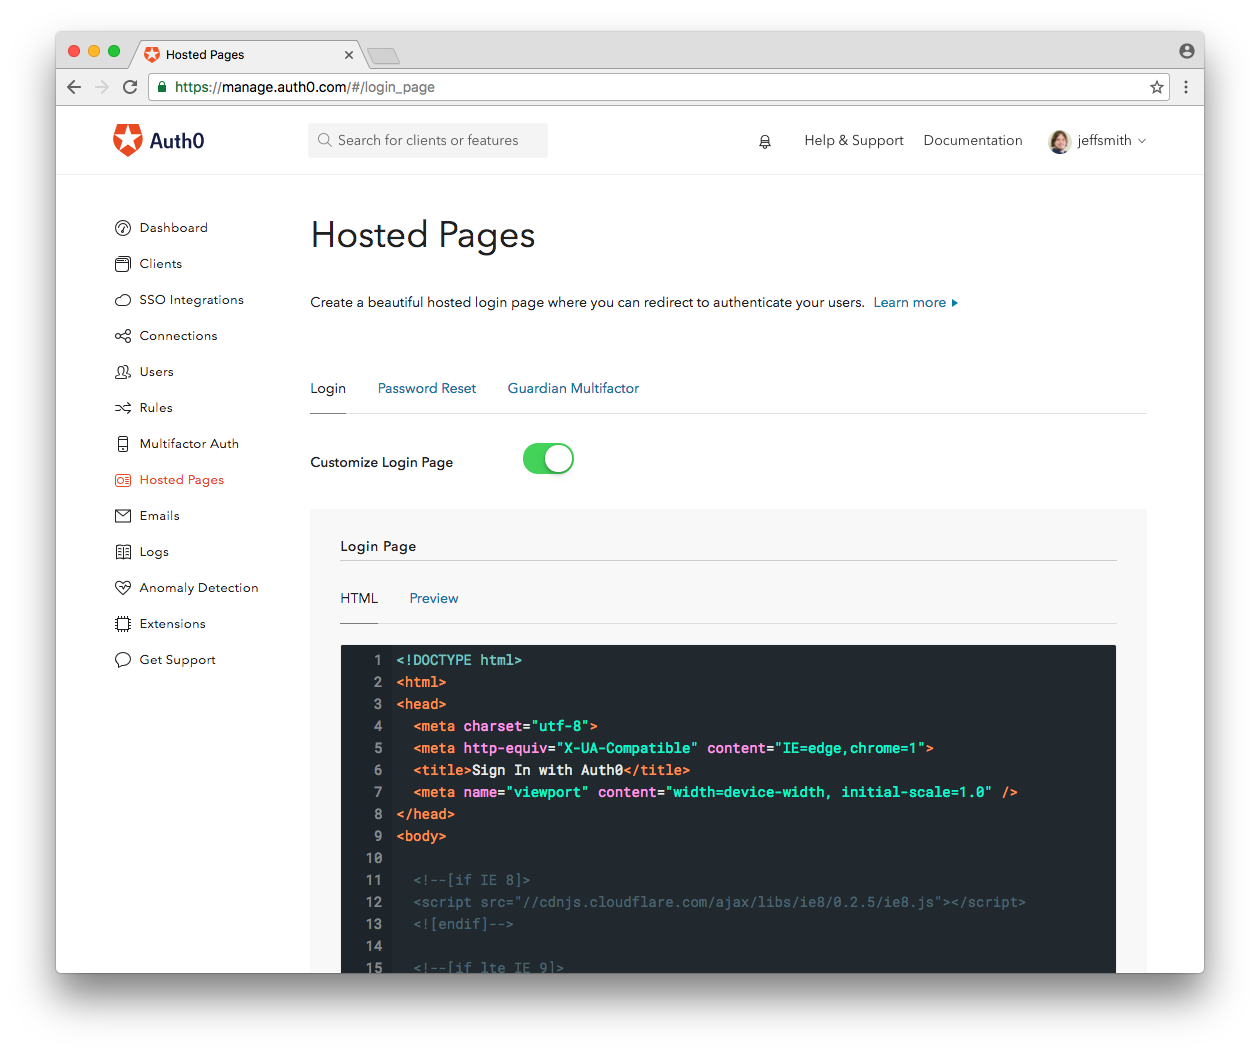 Hosted Pages
https://manage.auth0.com/#/login_page
Auth0
Search for clients or features
Help & Support
Documentation
jeffsmith
Dashboard
Clients
SSO Integrations
Connections
Users
Rules
Multifactor Auth
Hosted Pages
Emails
Logs
Anomaly Detection
Extensions
Get Support
Hosted Pages
Create a beautiful hosted login page where you can redirect to authenticate your users. Learn more
Login Password Reset Guardian Multifactor
Customize Login Page
Login Page
HTML Preview
1 <!DOCTYPE html>
2 <html>
3 <head>
4 <meta charset="utf-8">
5 <meta http-equiv="X-UA-Compatible" content="IE=edge,chrome=1">
6 <title>Sign In with Auth0</title>
7 <meta name="viewport" content="width=device-width, initial-scale=1.0" />
8 </head>
9 <body>
10
11 <!--[if IE 8]>
12 <script src="//cdnjs.cloudflare.com/ajax/libs/ie8/0.2.5/ie8.js"></script>
13 <![endif]-->
14
15 <!--[if lte IE 9]>